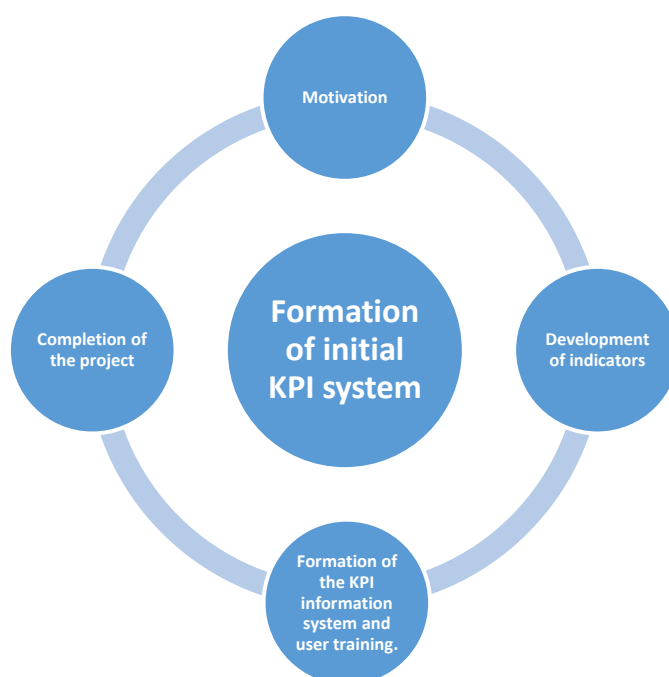 Motivation
Formation
of initial
KPI system
Completion of
the project
Development
of indicators
Formation of
the KPI
information
system and
user training.